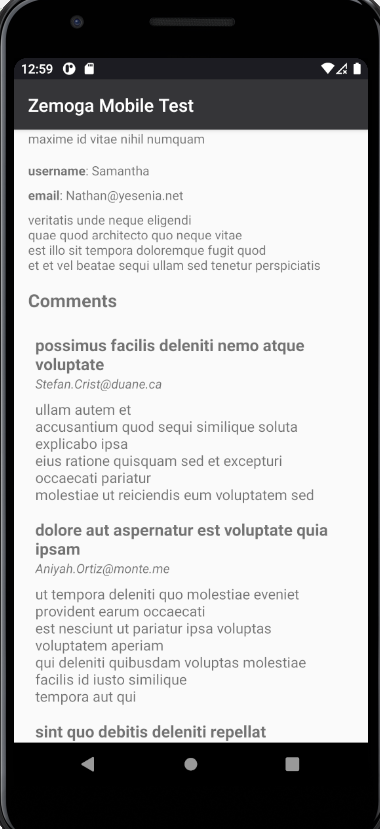 12:59
Zemoga Mobile Test
maxime id vitae nihil numquam
username: Samantha
email: Nathan@yesenia.net
veritatis unde neque eligendi
quae quod architecto quo neque vitae
est illo sit tempora doloremque fugit quod
et et vel beatae sequi ullam sed tenetur perspiciatis
Comments
possimus facilis deleniti nemo atque
voluptate
Stefan.Crist@duane.ca
ullam autem et
accusantium quod sequi similique soluta
explicabo ipsa
eius ratione quisquam sed et excepturi
occaecati pariatur
molestiae ut reiciendis eum voluptatem sed
dolore aut aspernatur est voluptate quia
ipsam
Aniyah.Ortiz@monte.me
ut tempora deleniti quo molestiae eveniet
provident earum occaecati
est nesciunt ut pariatur ipsa voluptas
voluptatem aperiam
qui deleniti quibusdam voluptas molestiae
facilis id iusto similique
tempora aut qui
sint quo debitis deleniti repellat